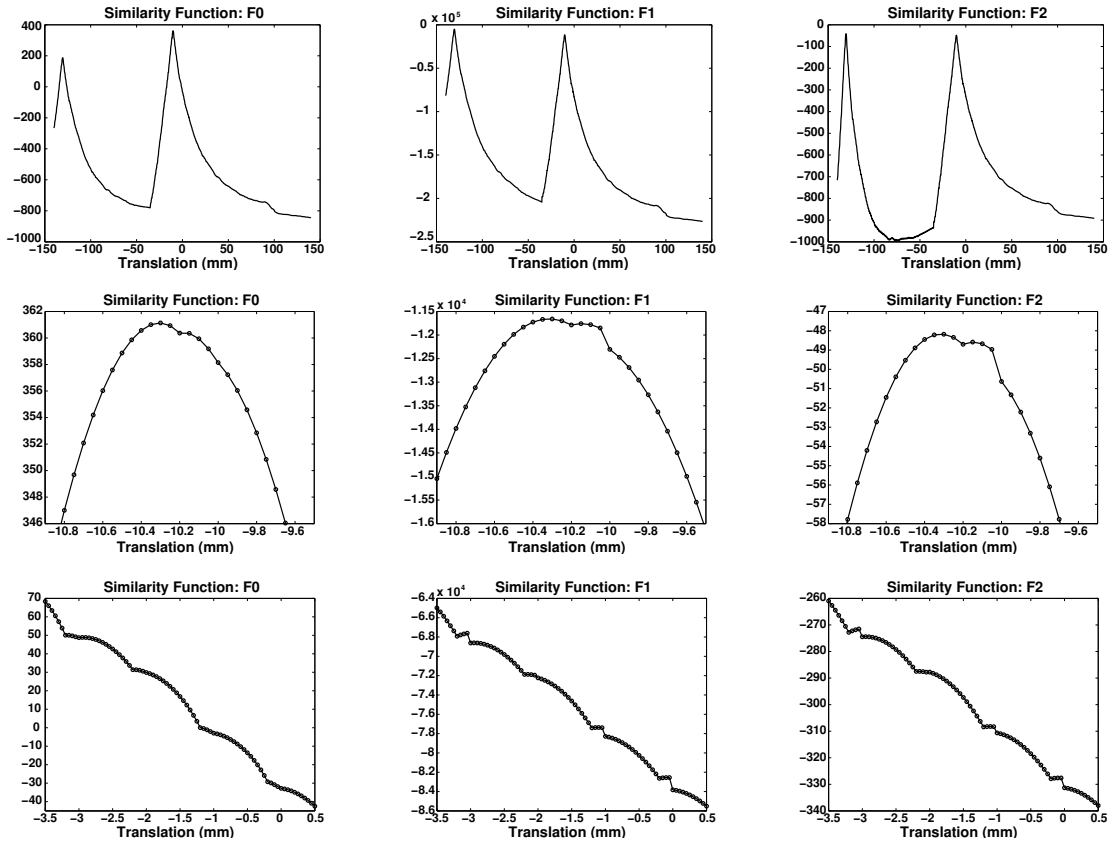 Similarity Function: F0
400
200
0
−200
−400
−600
−800
−1000
−150 −100 −50 0 50 100 150
Translation (mm)
Similarity Function: F1
x 10⁵
0
−0.5
−1
−1.5
−2
−2.5
−150 −100 −50 0 50 100 150
Translation (mm)
Similarity Function: F2
0
−100
−200
−300
−400
−500
−600
−700
−800
−900
−1000
−150 −100 −50 0 50 100 150
Translation (mm)
Similarity Function: F0
362
360
358
356
354
352
350
348
346
−10.8 −10.6 −10.4 −10.2 −10 −9.8 −9.6
Translation (mm)
Similarity Function: F1
x 10⁴
−1.15
−1.2
−1.25
−1.3
−1.35
−1.4
−1.45
−1.5
−1.55
−1.6
−10.8 −10.6 −10.4 −10.2 −10 −9.8 −9.6
Translation (mm)
Similarity Function: F2
−47
−48
−49
−50
−51
−52
−53
−54
−55
−56
−57
−58
−10.8 −10.6 −10.4 −10.2 −10 −9.8 −9.6
Translation (mm)
Similarity Function: F0
70
60
50
40
30
20
10
0
−10
−20
−30
−40
−3.5 −3 −2.5 −2 −1.5 −1 −0.5 0 0.5
Translation (mm)
Similarity Function: F1
x 10⁴
−6.4
−6.6
−6.8
−7
−7.2
−7.4
−7.6
−7.8
−8
−8.2
−8.4
−8.6
−3.5 −3 −2.5 −2 −1.5 −1 −0.5 0 0.5
Translation (mm)
Similarity Function: F2
−260
−270
−280
−290
−300
−310
−320
−330
−340
−3.5 −3 −2.5 −2 −1.5 −1 −0.5 0 0.5
Translation (mm)